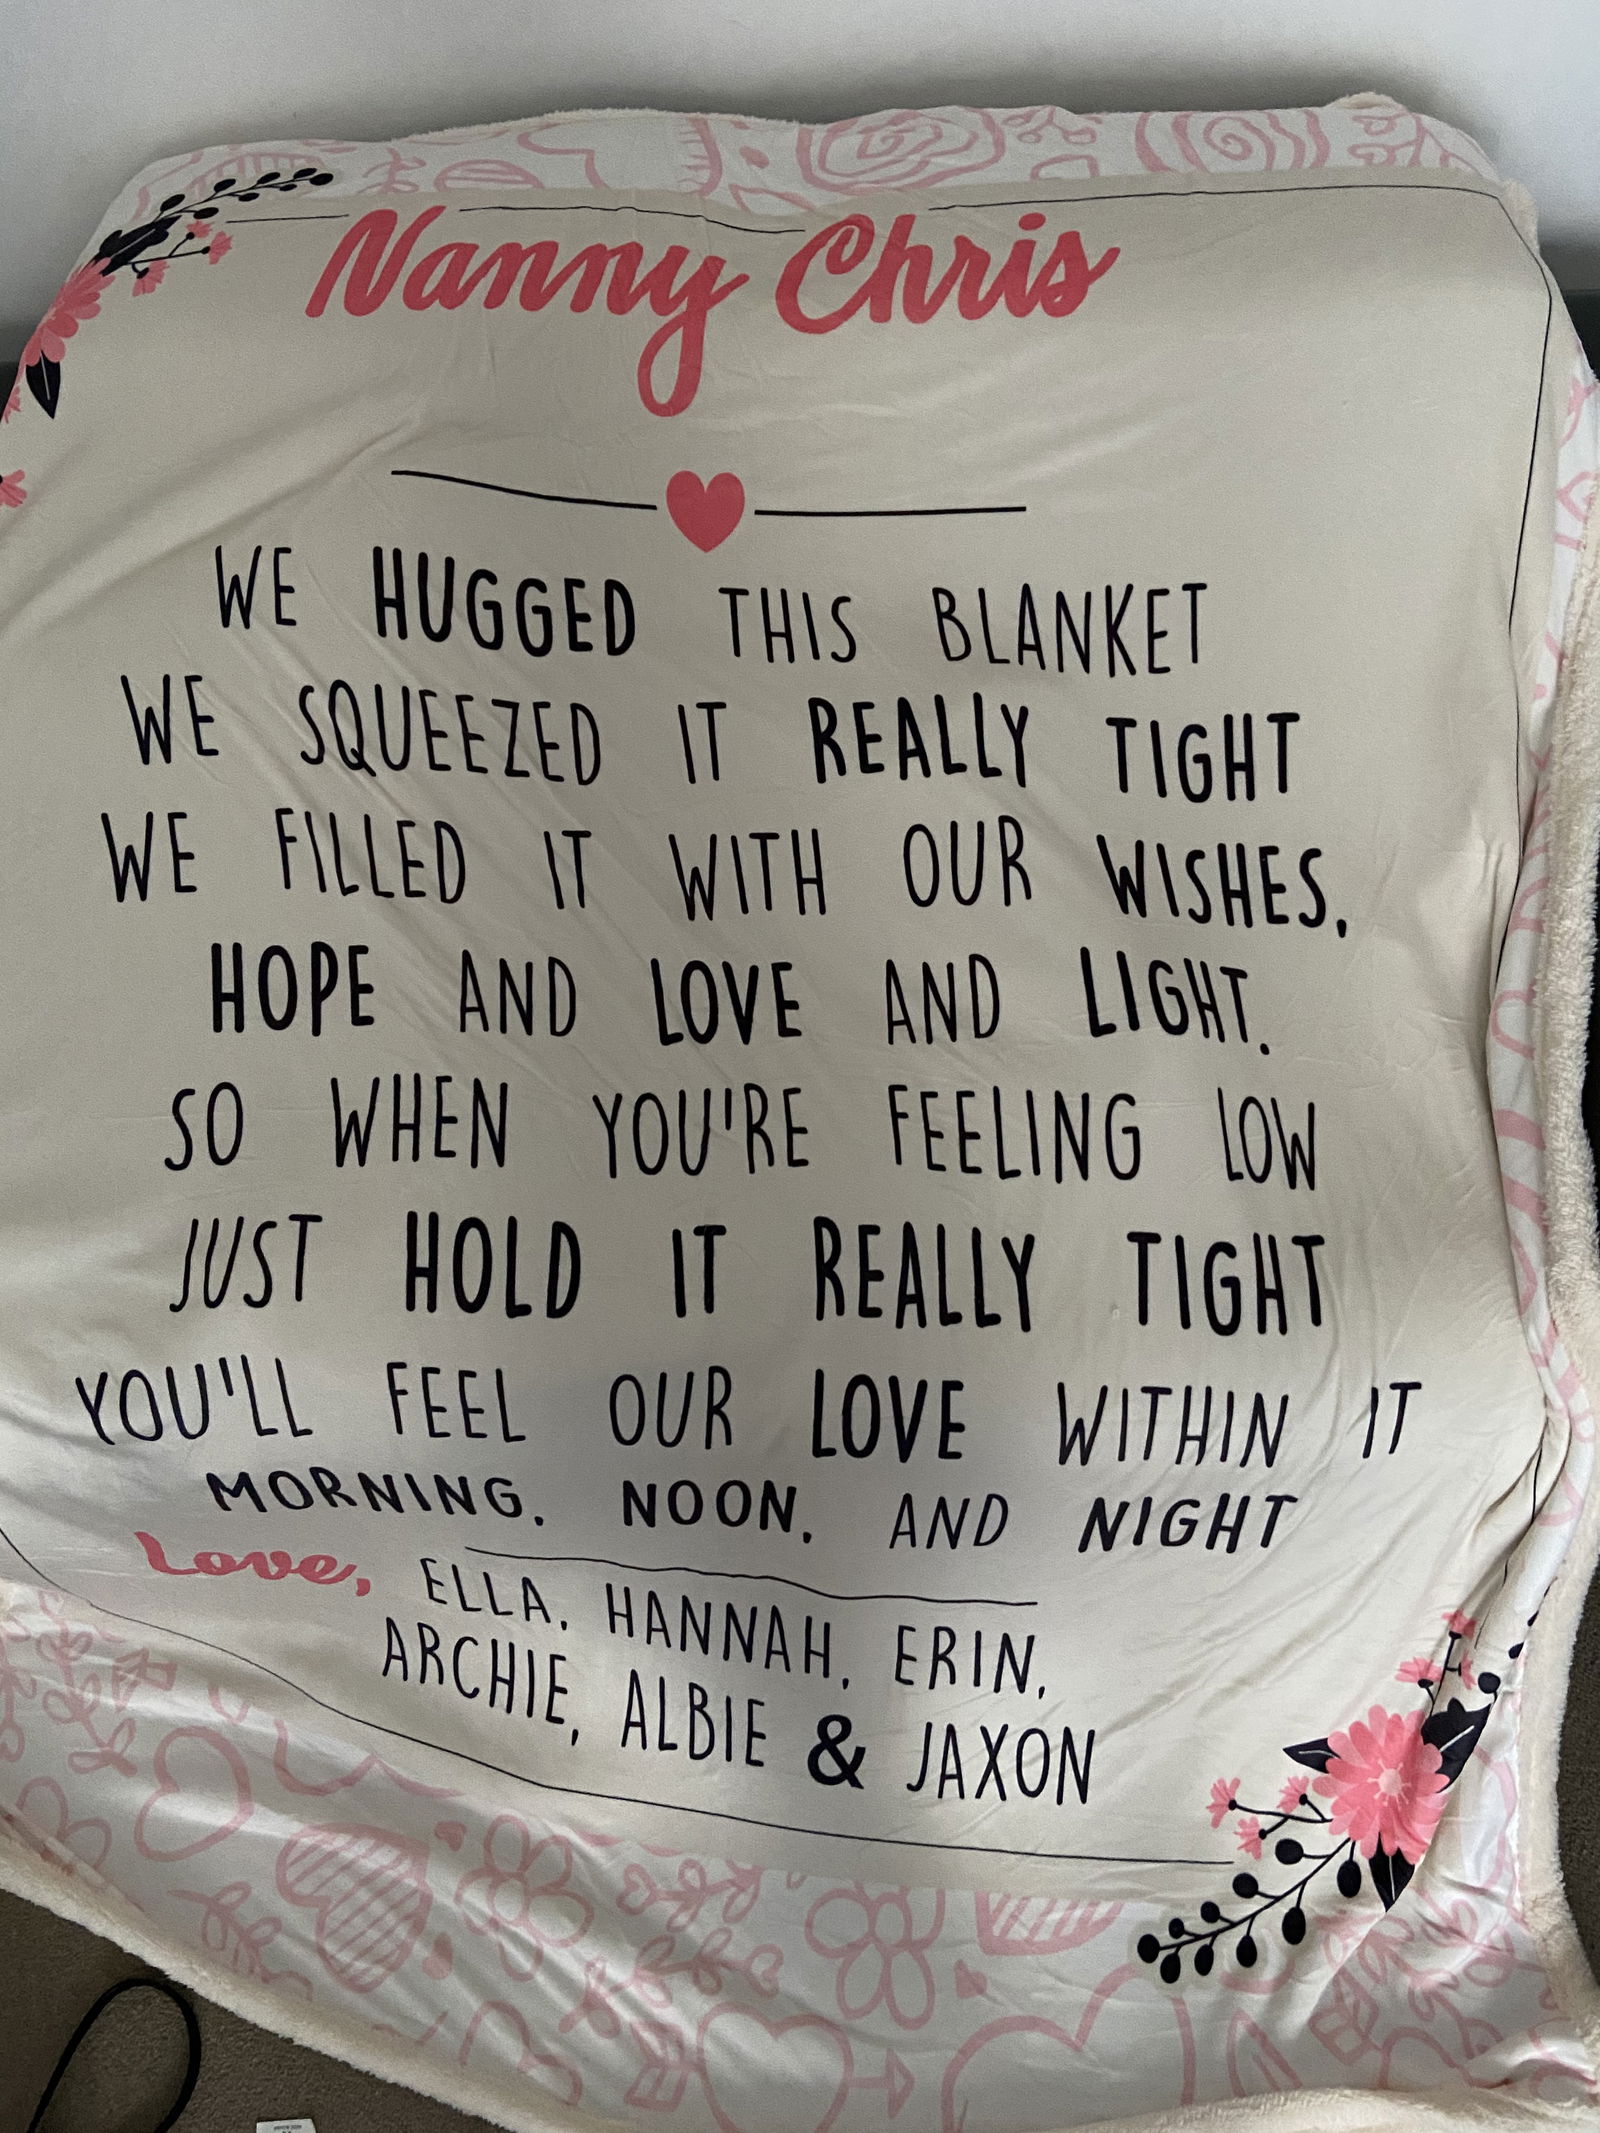 Nanny Chris
WE HUGGED THIS BLANKET
WE SQUEEZED IT REALLY TIGHT
WE FILLED IT WITH OUR WISHES,
HOPE AND LOVE AND LIGHT.
SO WHEN YOU'RE FEELING LOW
JUST HOLD IT REALLY TIGHT
YOU'LL FEEL OUR LOVE WITHIN IT
MORNING, NOON, AND NIGHT
Love, ELLA, HANNAH, ERIN,
ARCHIE, ALBIE & JAXON